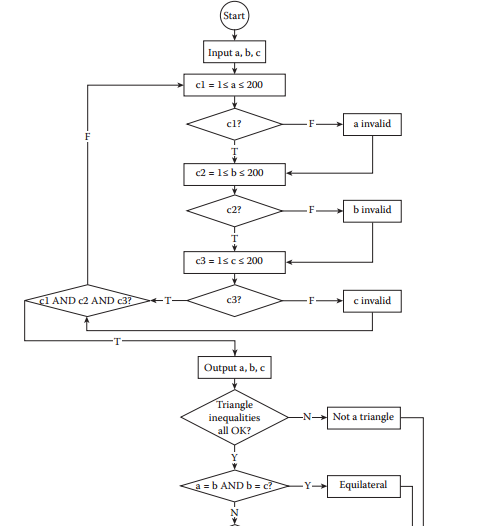 Start
Input a, b, c
c1 = 1≤ a ≤ 200
c1?
F
a invalid
F
T
c2 = 1≤ b ≤ 200
c2?
F
b invalid
T
c3 = 1≤ c ≤ 200
c1 AND c2 AND c3?
T
c3?
F
c invalid
T
Output a, b, c
Triangle
inequalities
all OK?
N
Not a triangle
Y
a = b AND b = c?
Y
Equilateral
N